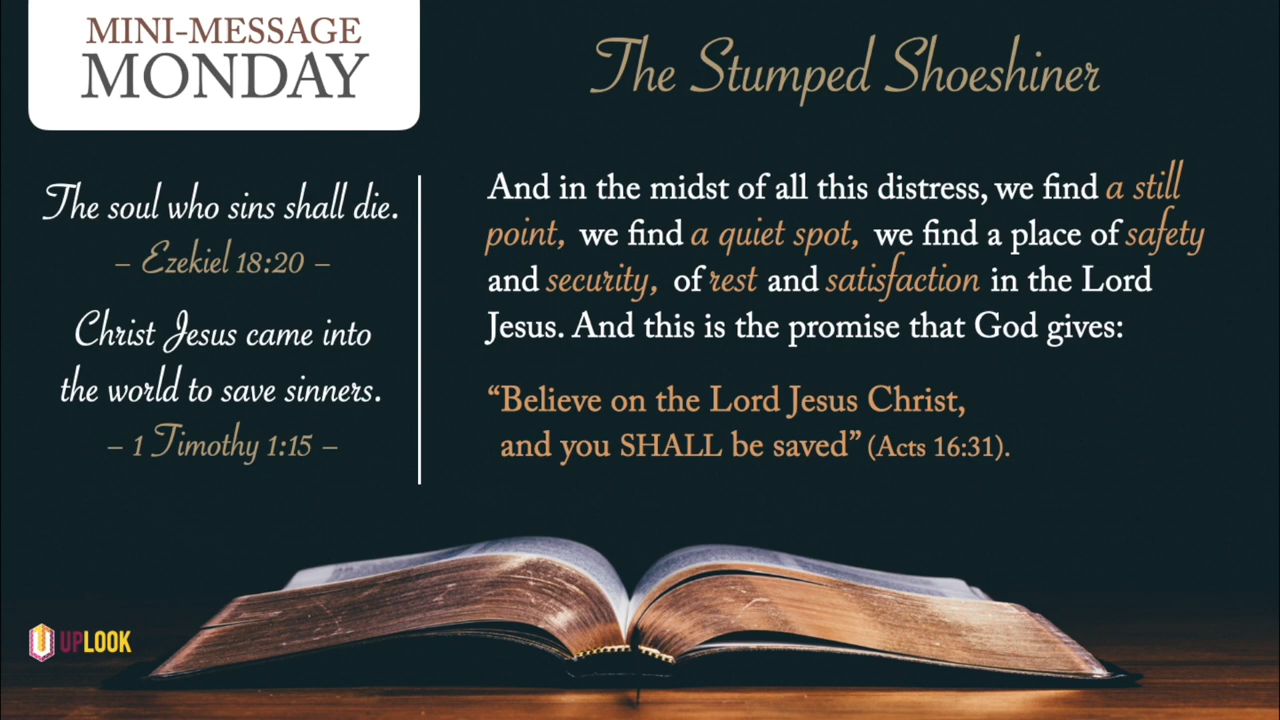 MINI-MESSAGE
MONDAY
The Stumped Shoeshiner
The soul who sins shall die.
– Ezekiel 18:20 –
Christ Jesus came into
the world to save sinners.
– 1 Timothy 1:15 –
And in the midst of all this distress, we find a still
point, we find a quiet spot, we find a place of safety
and security, of rest and satisfaction in the Lord
Jesus. And this is the promise that God gives:
“Believe on the Lord Jesus Christ,
and you SHALL be saved” (Acts 16:31).
UPLOOK